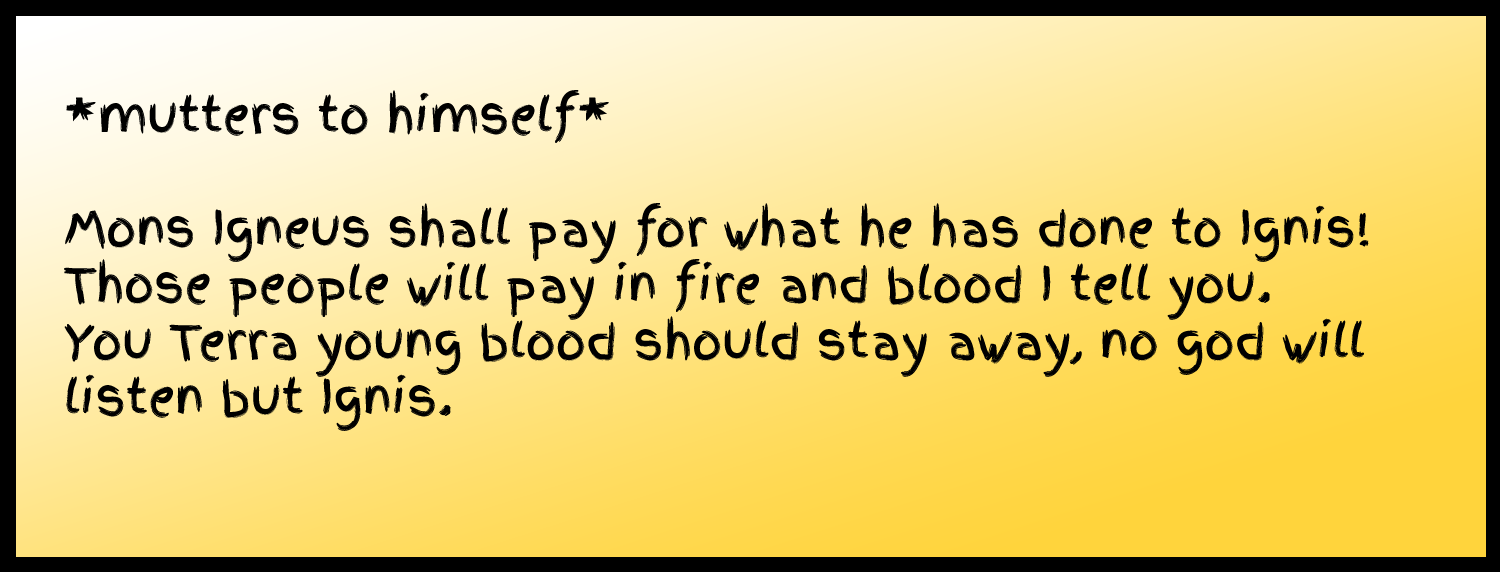 *mutters to himself*
Mons Igneus shall pay for what he has done to Ignis!
Those people will pay in fire and blood I tell you.
You Terra young blood should stay away, no god will
listen but Ignis.